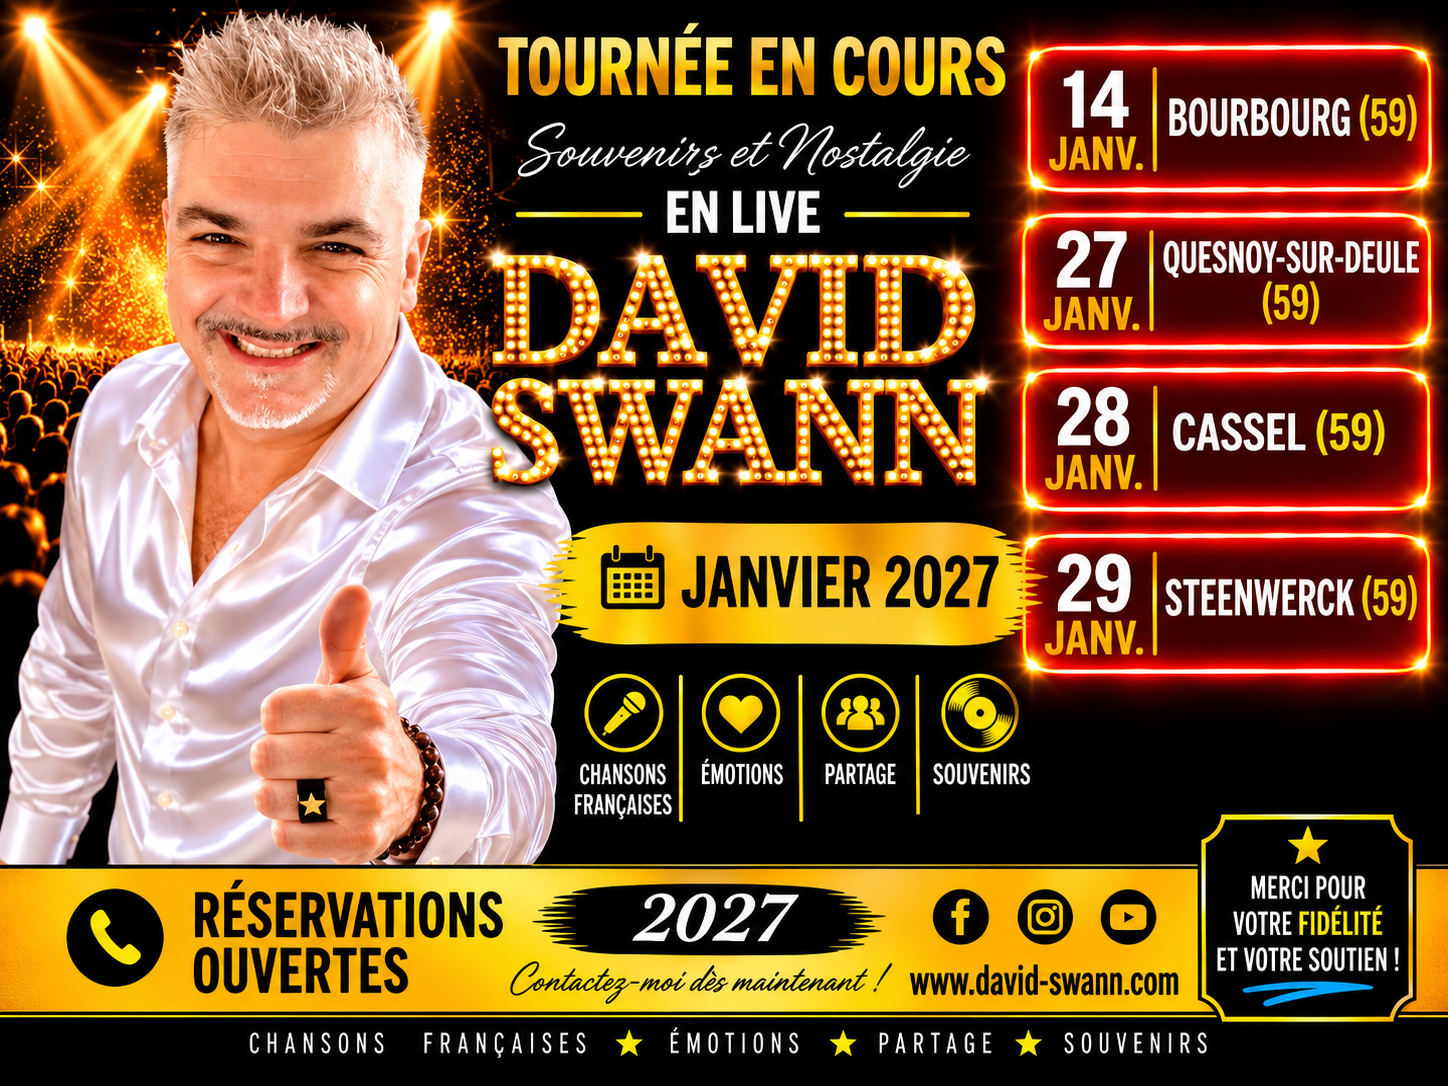 TOURNÉE EN COURS
Souvenirs et Nostalgie
EN LIVE
DAVID
SWANN
JANVIER 2027
CHANSONS
FRANÇAISES
ÉMOTIONS
PARTAGE
SOUVENIRS
14
JANV.
BOURBOURG (59)
27
JANV.
QUESNOY-SUR-DEULE
(59)
28
JANV.
CASSEL (59)
29
JANV.
STEENWERCK (59)
RÉSERVATIONS
OUVERTES
2027
Contactez-moi dès maintenant !
www.david-swann.com
MERCI POUR
VOTRE FIDÉLITÉ
ET VOTRE SOUTIEN !
CHANSONS FRANÇAISES ★ ÉMOTIONS ★ PARTAGE ★ SOUVENIRS